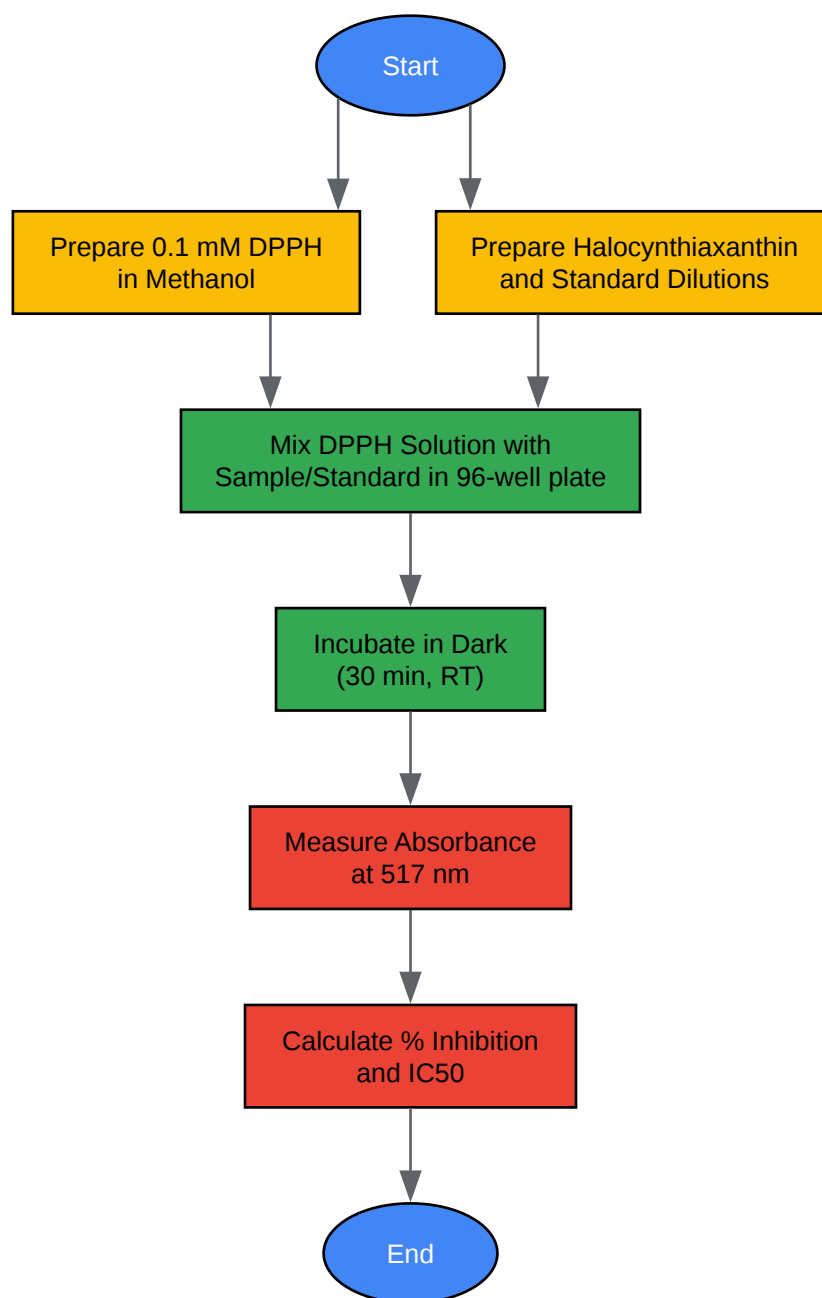 Start
Prepare 0.1 mM DPPH
in Methanol
Prepare Halocynthiaxanthin
and Standard Dilutions
Mix DPPH Solution with
Sample/Standard in 96-well plate
Incubate in Dark
(30 min, RT)
Measure Absorbance
at 517 nm
Calculate % Inhibition
and IC50
End